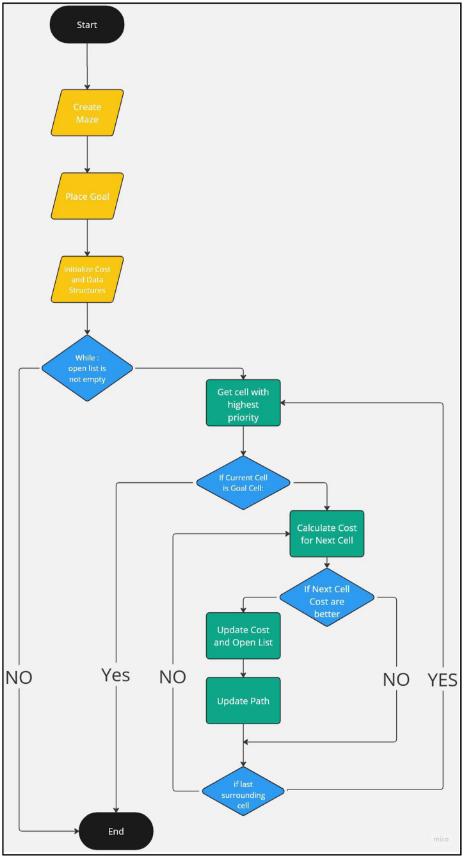 Start
Create
Maze
Place Goal
Initialize Cost
and Data
Structures
While :
open list is
not empty
Get cell with
highest
priority
If Current Cell
is Goal Cell:
Calculate Cost
for Next Cell
If Next Cell
Cost are
better
Update Cost
and Open List
NO
Yes
NO
NO
YES
Update Path
if last
surrounding
cell
End
miro